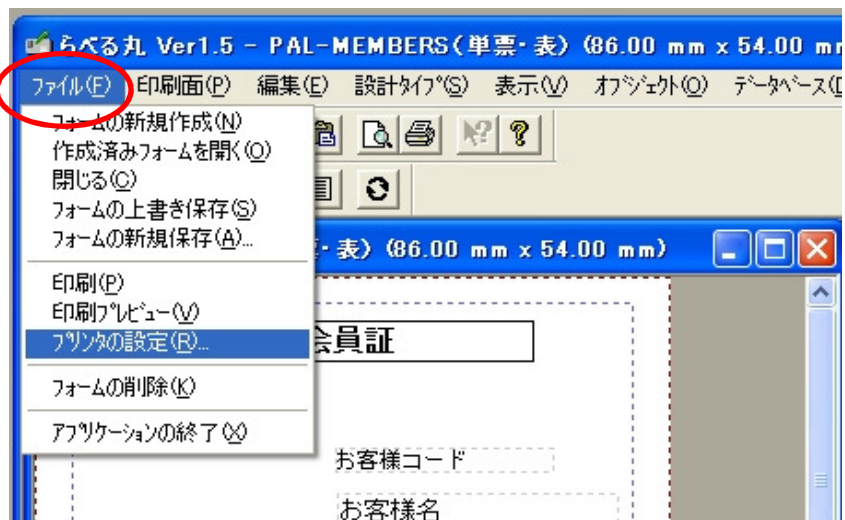 らべる丸 Ver1.5 - PAL-MEMBERS(単票・表) (86.00 mm x 54.00 mm
ファイル(F) 印刷面(P) 編集(E) 設計タイプ(S) 表示(V) オブジェクト(O) データベース(D
フォームの新規作成(N)
作成済みフォームを開く(O)
閉じる(C)
フォームの上書き保存(S)
フォームの新規保存(A)...
・表) (86.00 mm x 54.00 mm)
印刷(P)
印刷プレビュー(V)
プリンタの設定(R)...
会員証
フォームの削除(K)
アプリケーションの終了(X)
お客様コード
お客様名